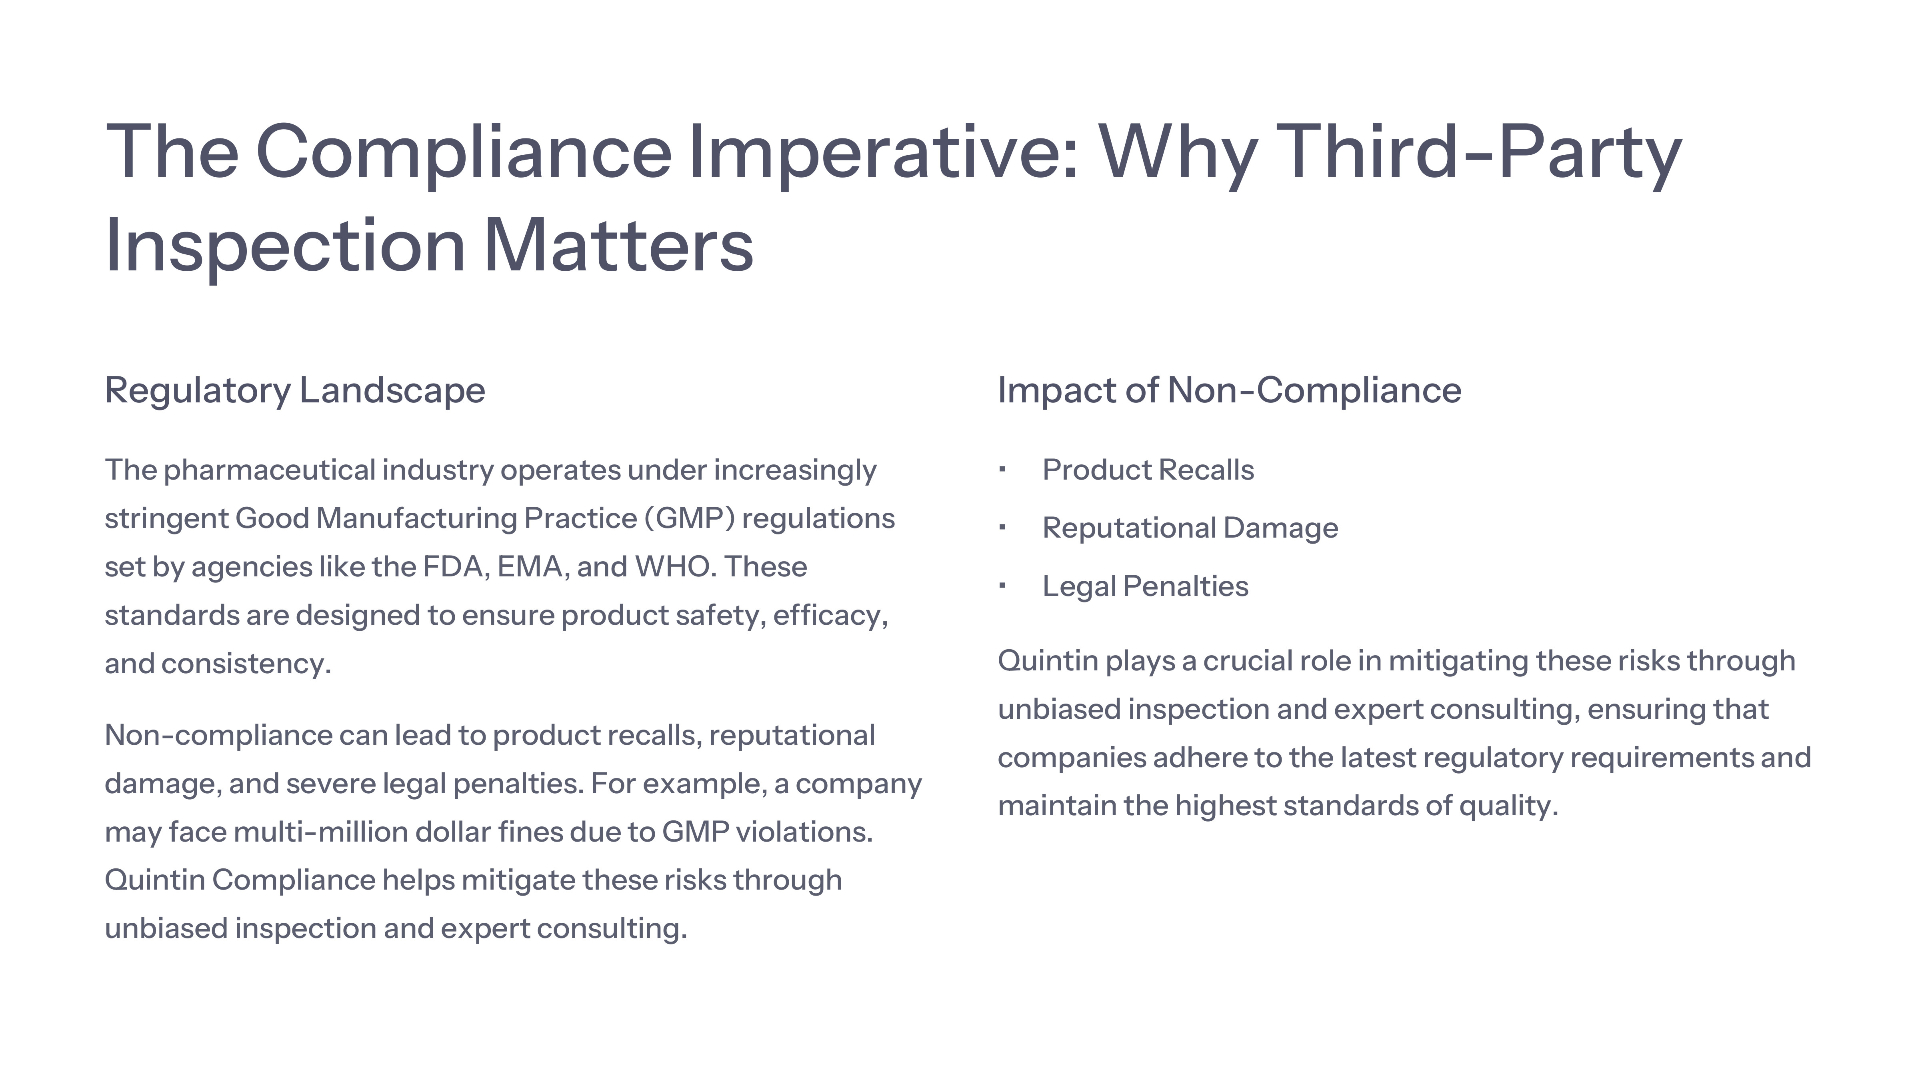 The Compliance Imperative: Why Third-Party
Inspection Matters
Regulatory Landscape
The pharmaceutical industry operates under increasingly
stringent Good Manufacturing Practice (GMP) regulations
set by agencies like the FDA, EMA, and WHO. These
standards are designed to ensure product safety, efficacy,
and consistency.
Non-compliance can lead to product recalls, reputational
damage, and severe legal penalties. For example, a company
may face multi-million dollar fines due to GMP violations.
Quintin Compliance helps mitigate these risks through
unbiased inspection and expert consulting.
Impact of Non-Compliance
▪ Product Recalls
▪ Reputational Damage
▪ Legal Penalties
Quintin plays a crucial role in mitigating these risks through
unbiased inspection and expert consulting, ensuring that
companies adhere to the latest regulatory requirements and
maintain the highest standards of quality.